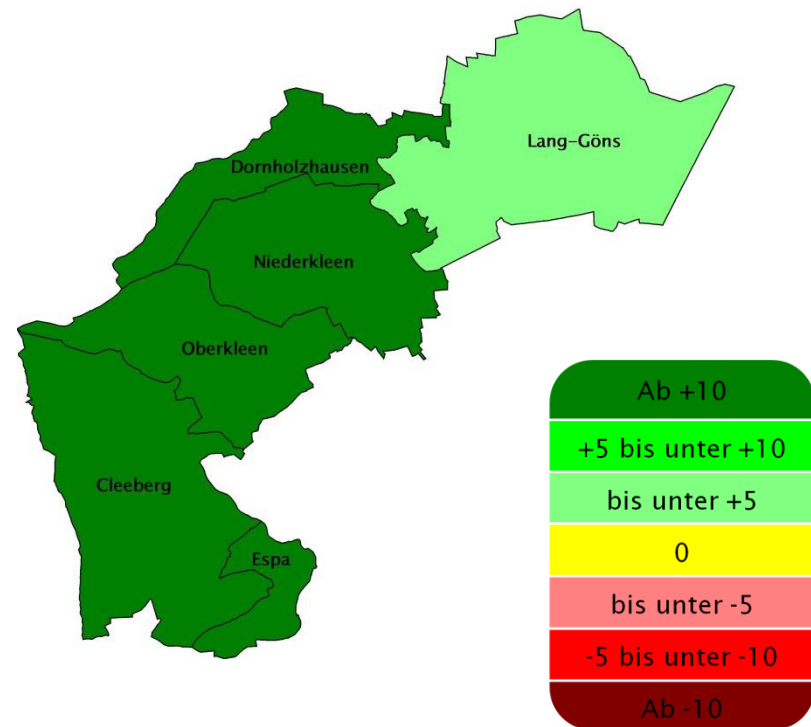 Lang-Göns
Dornholzhausen
Niederkleen
Oberkleen
Cleeberg
Espa
Ab +10
+5 bis unter +10
bis unter +5
0
bis unter -5
-5 bis unter -10
Ab -10